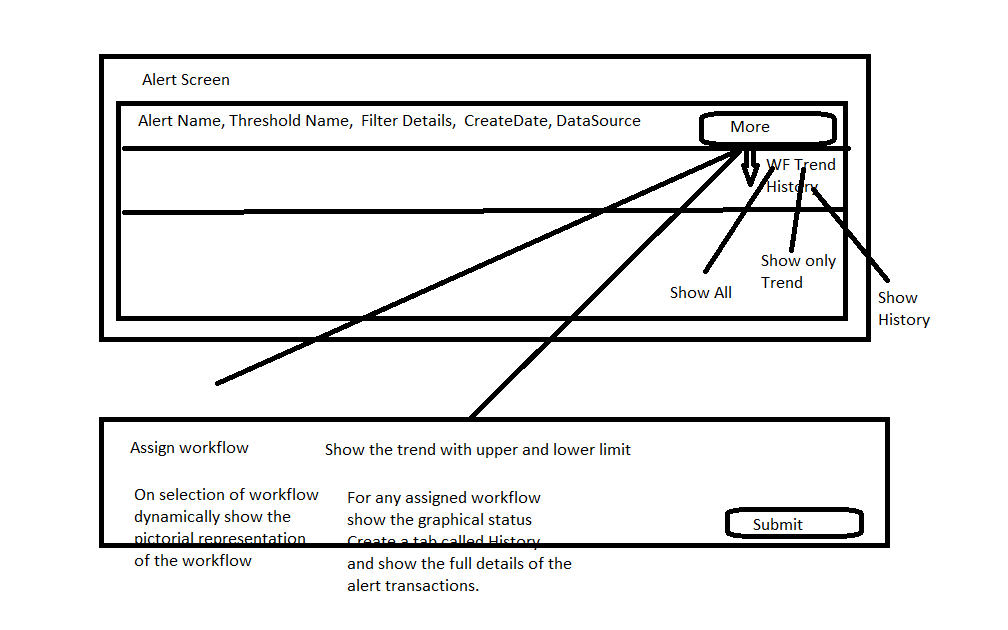 Alert Screen
Alert Name, Threshold Name,  Filter Details,  CreateDate, DataSource
More
WF Trend
History
Show All
Show only
Trend
Show
History
Assign workflow
Show the trend with upper and lower limit
On selection of workflow
dynamically show the
pictorial representation
of the workflow
For any assigned workflow
show the graphical status
Create a tab called History
and show the full details of the
alert transactions.
Submit